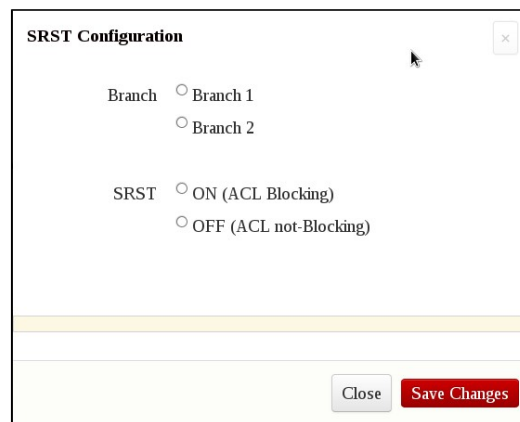 SRST Configuration ×
Branch Branch 1
Branch 2
SRST ON (ACL Blocking)
OFF (ACL not-Blocking)
Close Save Changes